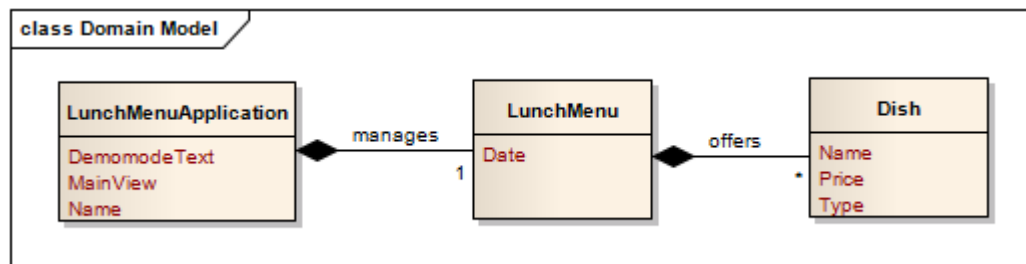 class Domain Model
LunchMenuApplication
DemomodeText
MainView
Name
manages
1
LunchMenu
Date
offers
*
Dish
Name
Price
Type